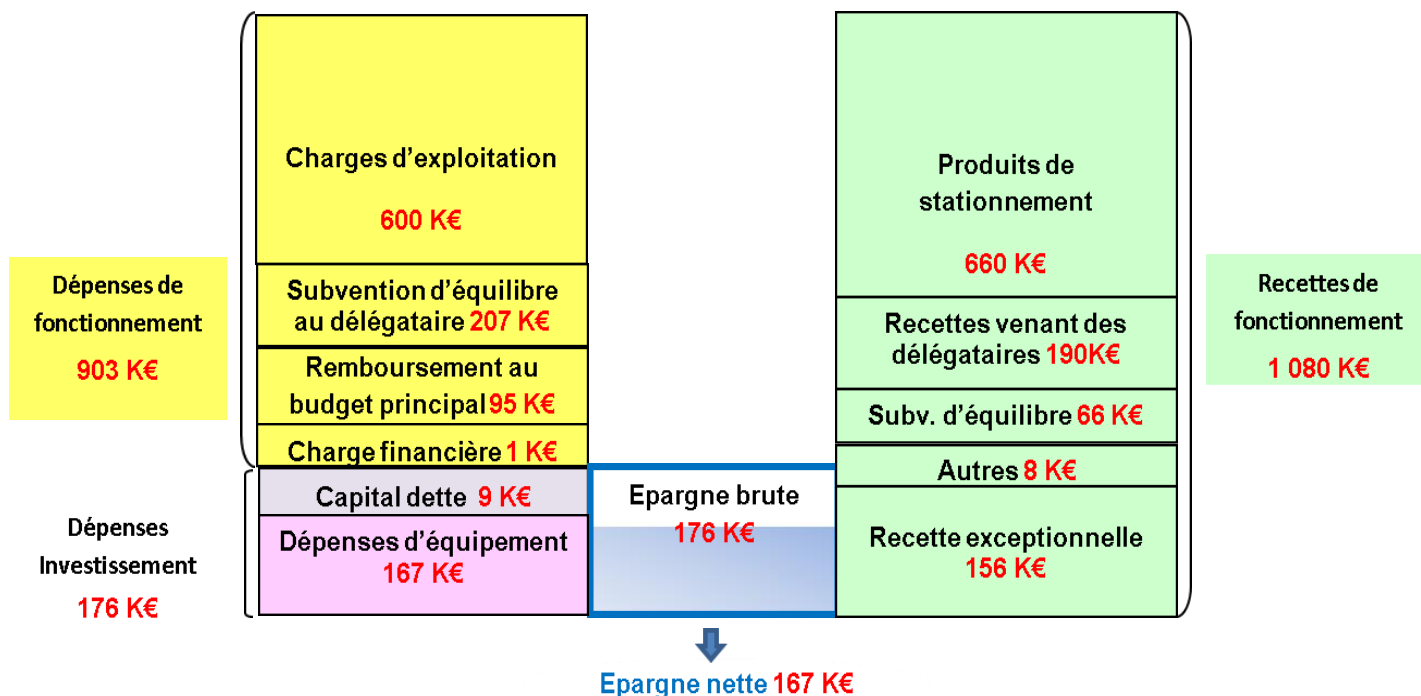 Dépenses de
fonctionnement
903 K€
Dépenses
Investissement
176 K€
Charges d’exploitation
600 K€
Subvention d’équilibre
au délégataire 207 K€
Remboursement au
budget principal 95 K€
Charge financière 1 K€
Capital dette 9 K€
Dépenses d’équipement
167 K€
Epargne brute
176 K€
Epargne nette 167 K€
Produits de
stationnement
660 K€
Recettes venant des
délégataires 190K€
Subv. d’équilibre 66 K€
Autres 8 K€
Recette exceptionnelle
156 K€
Recettes de
fonctionnement
1 080 K€